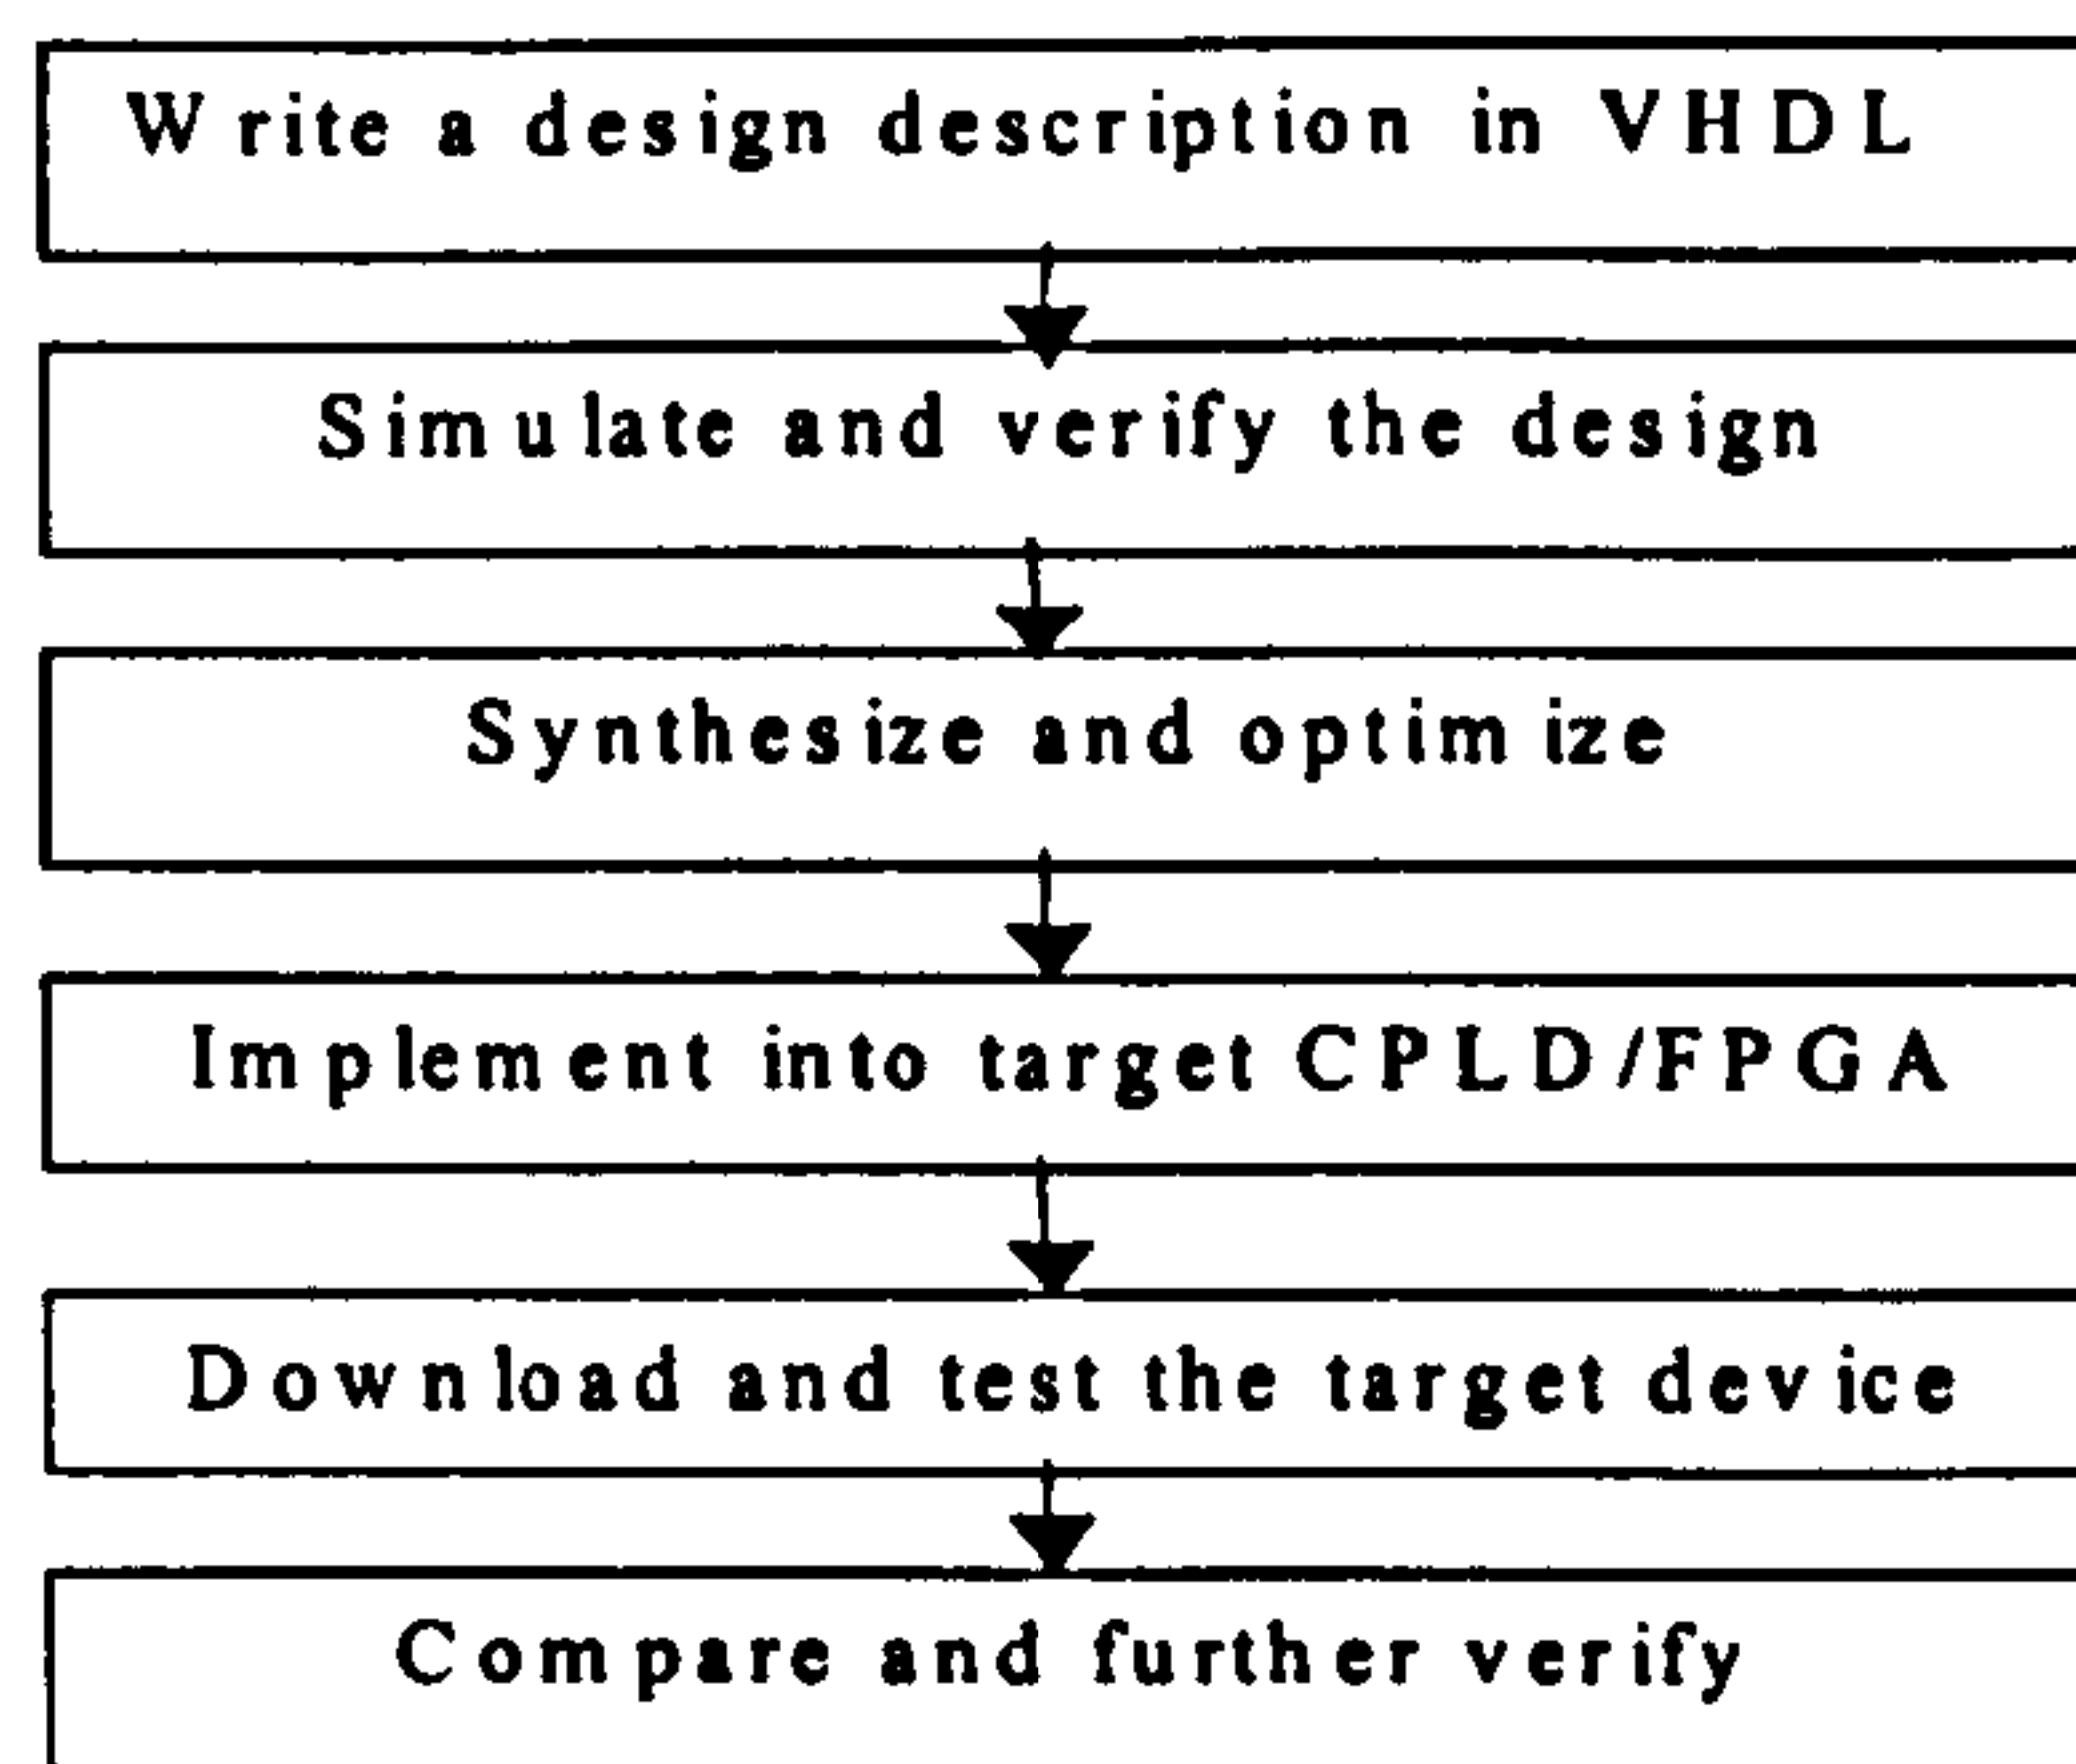 Write a design description in VHDL
Simulate and verify the design
Synthesize and optimize
Implement into target CPLD/FPGA
Download and test the target device
Compare and further verify